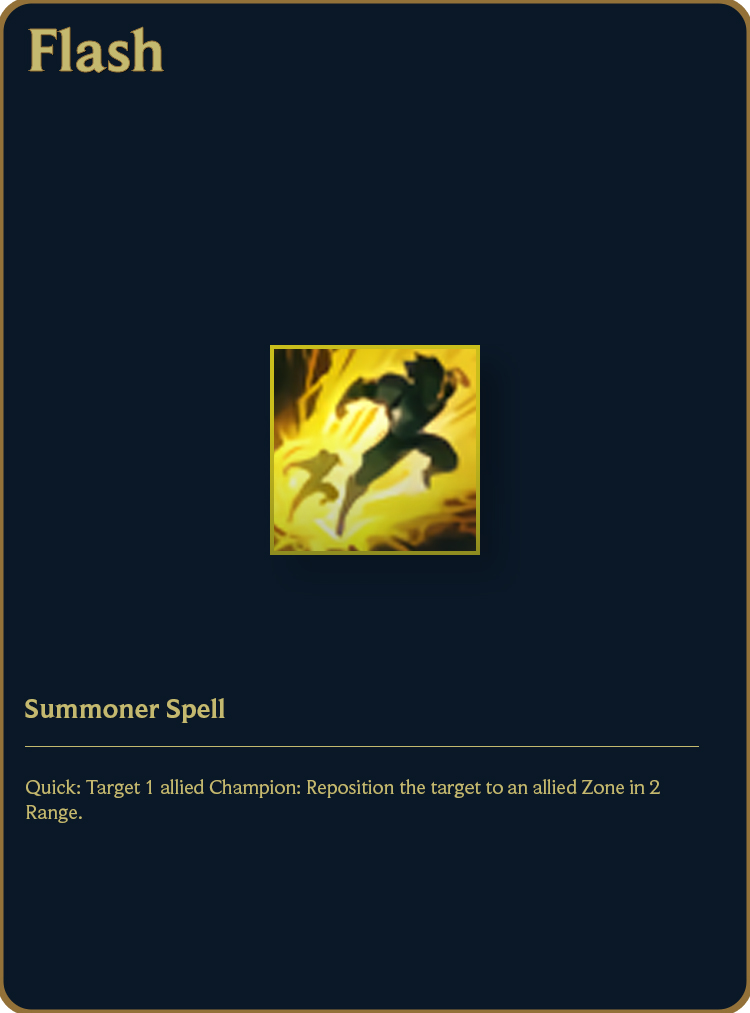 Flash
Summoner Spell
Quick: Target 1 allied Champion: Reposition the target to an allied Zone in 2
Range.